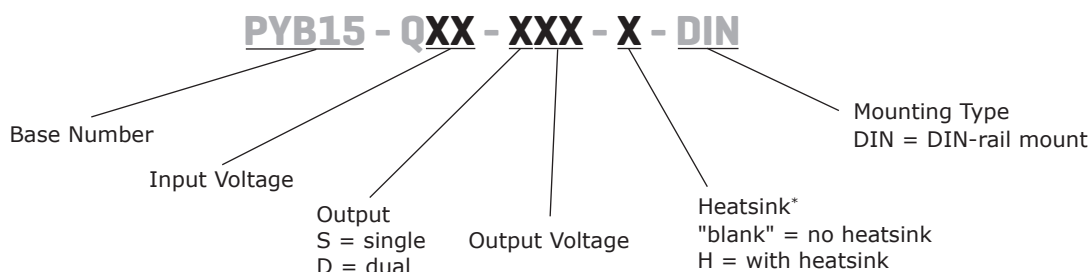 PYB15 - QXX - XXX - X - DIN
Base Number
Input Voltage
Output
S = single
D = dual
Output Voltage
Heatsink*
"blank" = no heatsink
H = with heatsink
Mounting Type
DIN = DIN-rail mount